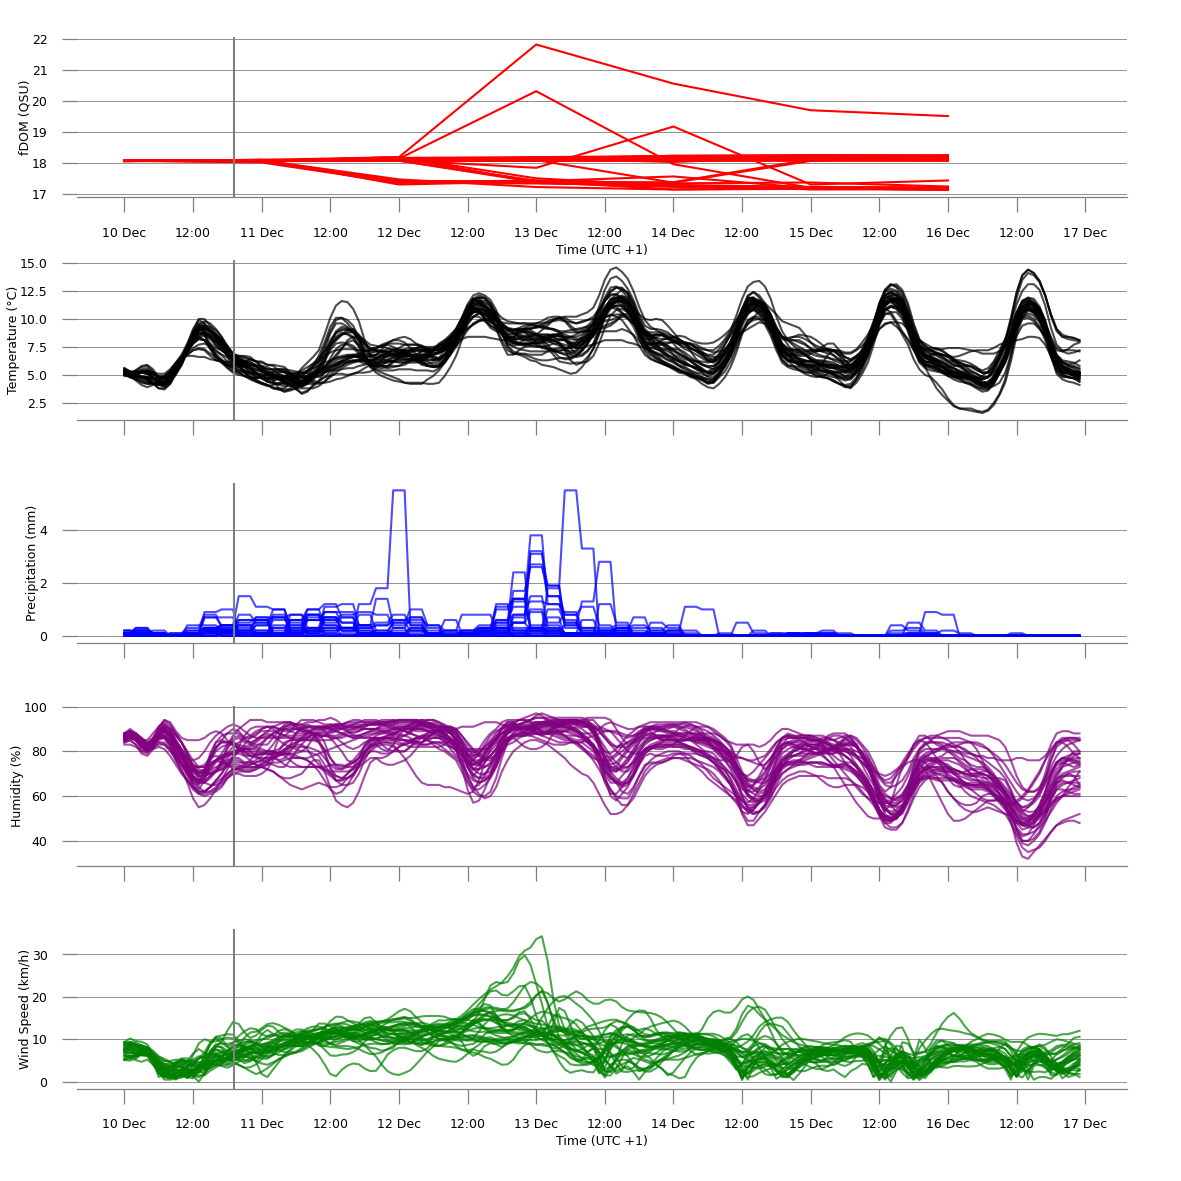 22
21
20
19
18
17
fDOM (QSU)
10 Dec 12:00 11 Dec 12:00 12 Dec 12:00 13 Dec 12:00 14 Dec 12:00 15 Dec 12:00 16 Dec 12:00 17 Dec
Time (UTC +1)
15.0
12.5
10.0
7.5
5.0
2.5
Temperature (°C)
4
2
0
Precipitation (mm)
100
80
60
40
Humidity (%)
30
20
10
0
Wind Speed (km/h)
10 Dec 12:00 11 Dec 12:00 12 Dec 12:00 13 Dec 12:00 14 Dec 12:00 15 Dec 12:00 16 Dec 12:00 17 Dec
Time (UTC +1)